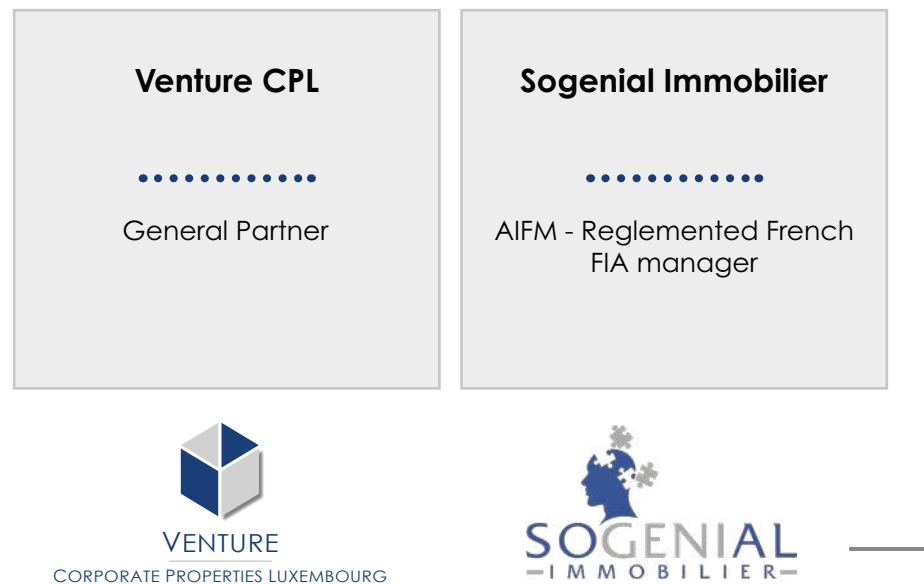 Venture CPL
General Partner
Sogenial Immobilier
AIFM - Reglemented French
FIA manager
VENTURE
CORPORATE PROPERTIES LUXEMBOURG
SOGENIAL
IMMOBILIER